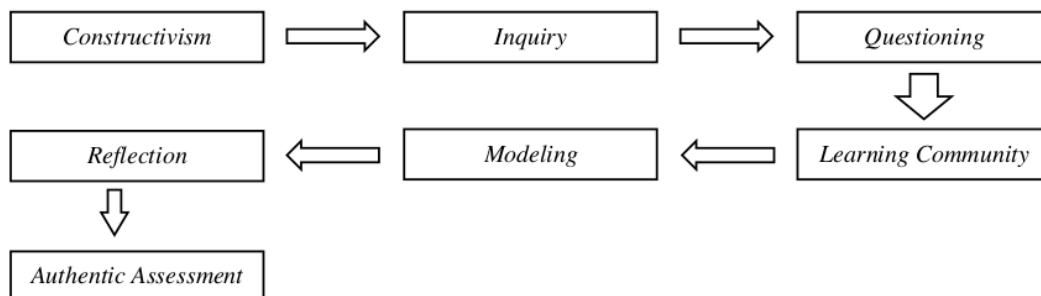 Constructivism
Inquiry
Questioning
Learning Community
Modeling
Reflection
Authentic Assessment